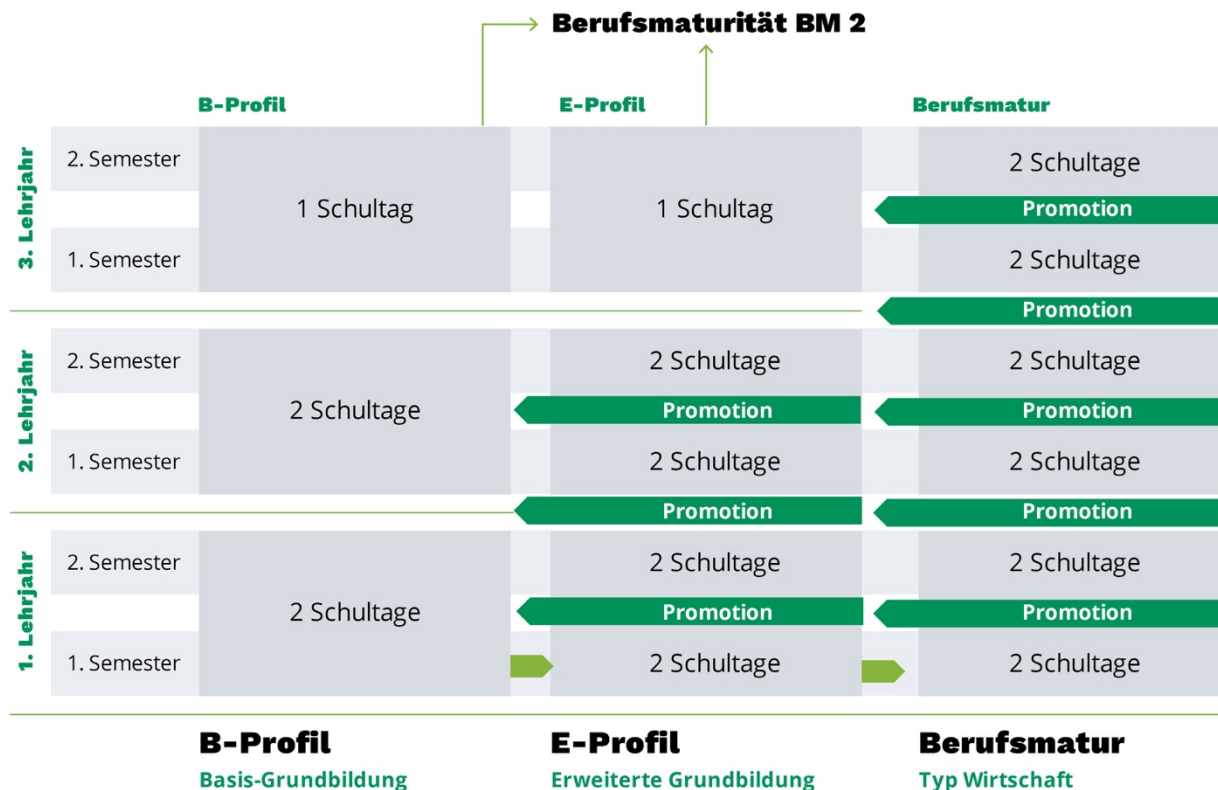 Berufsmaturität BM 2
B-Profil
E-Profil
Berufsmatur
3. Lehrjahr
2. Semester
1 Schultag
1 Schultag
2 Schultage
Promotion
1. Semester
2 Schultage
Promotion
2. Lehrjahr
2. Semester
2 Schultage
2 Schultage
2 Schultage
Promotion
Promotion
1. Semester
2 Schultage
2 Schultage
Promotion
Promotion
1. Lehrjahr
2. Semester
2 Schultage
2 Schultage
2 Schultage
Promotion
Promotion
1. Semester
2 Schultage
2 Schultage
B-Profil
Basis-Grundbildung
E-Profil
Erweiterte Grundbildung
Berufsmatur
Typ Wirtschaft